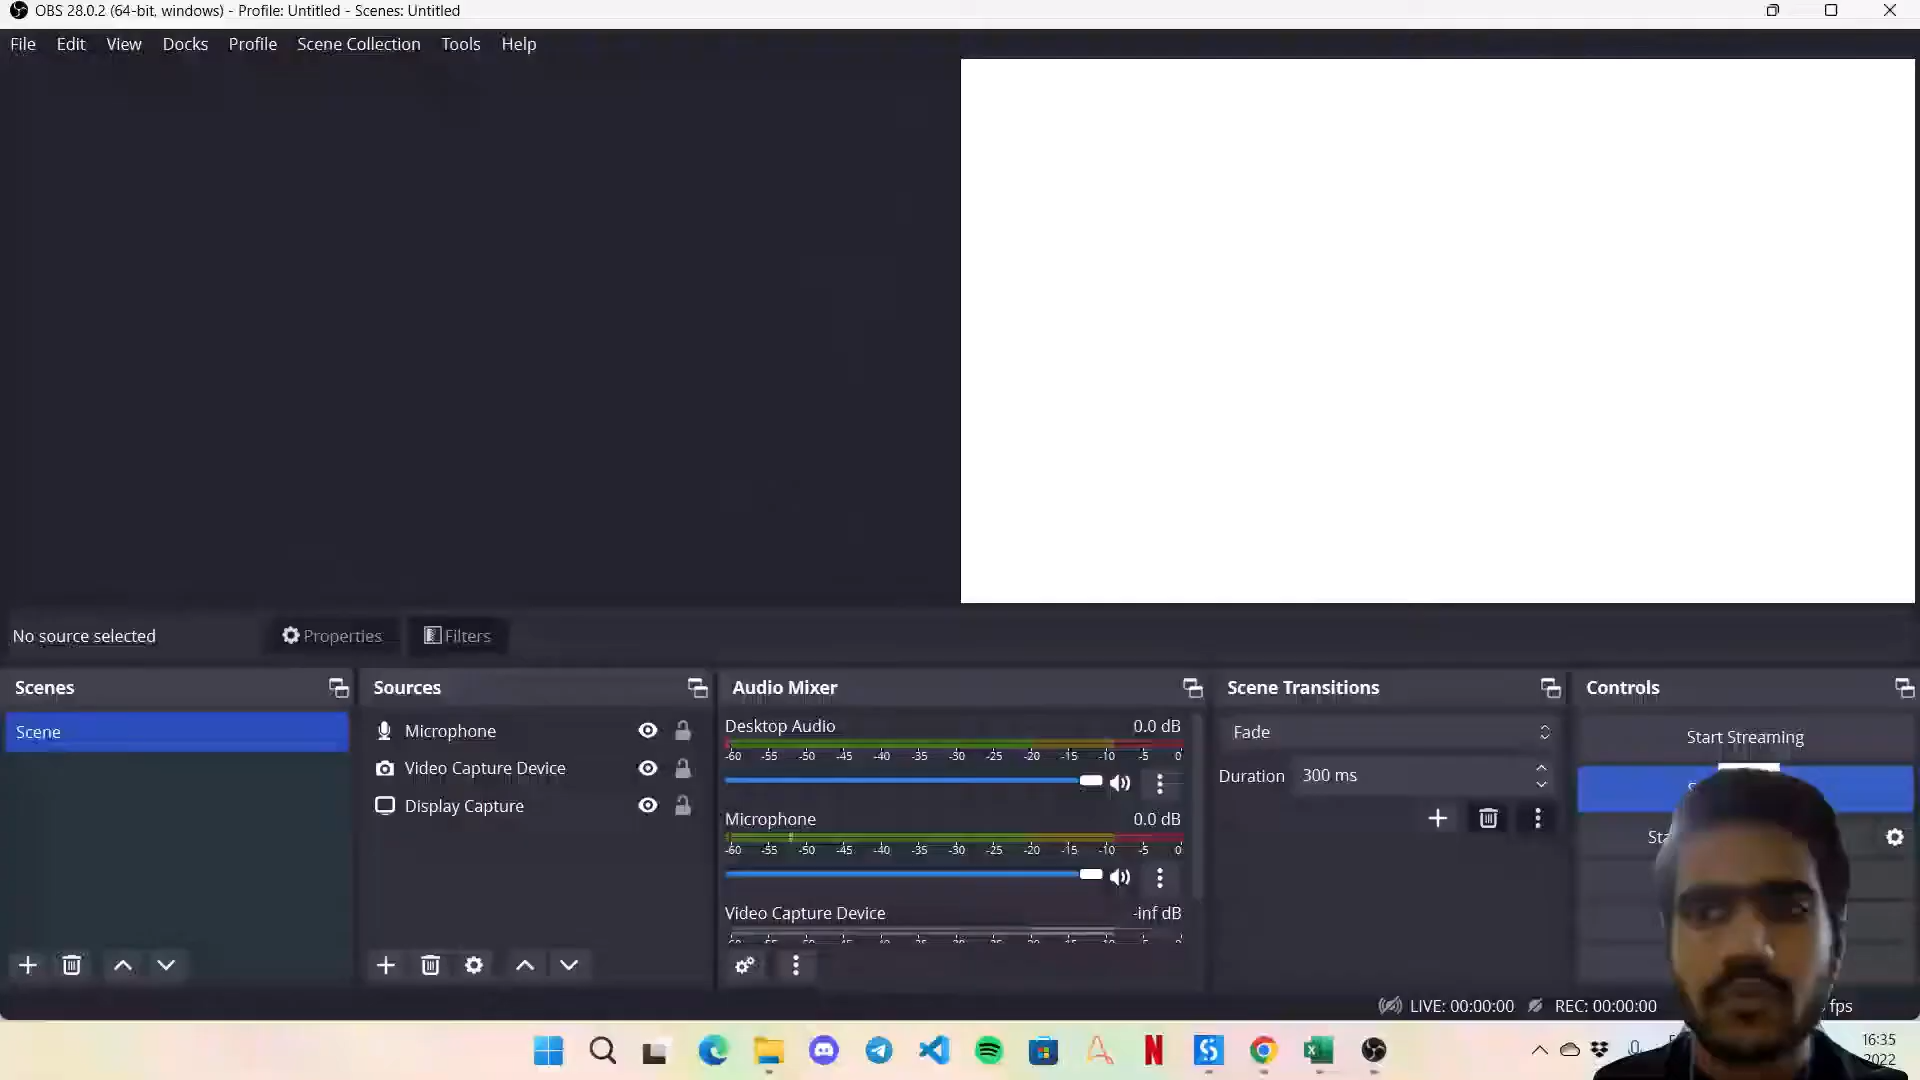 OBS 28.0.2 (64-bit, windows) - Profile: Untitled - Scenes: Untitled
File Edit View Docks Profile Scene Collection Tools Help
No source selected Properties Filters
Scenes
Scene
Sources
Microphone
Video Capture Device
Display Capture
Audio Mixer
Desktop Audio 0.0 dB
-60 -55 -50 -45 -40 -35 -30 -25 -20 -15 -10 -5 0
Microphone 0.0 dB
-60 -55 -50 -45 -40 -35 -30 -25 -20 -15 -10 -5 0
Video Capture Device -inf dB
Scene Transitions
Fade
Duration 300 ms
Controls
Start Streaming
LIVE: 00:00:00 REC: 00:00:00 fps
16:35
2022